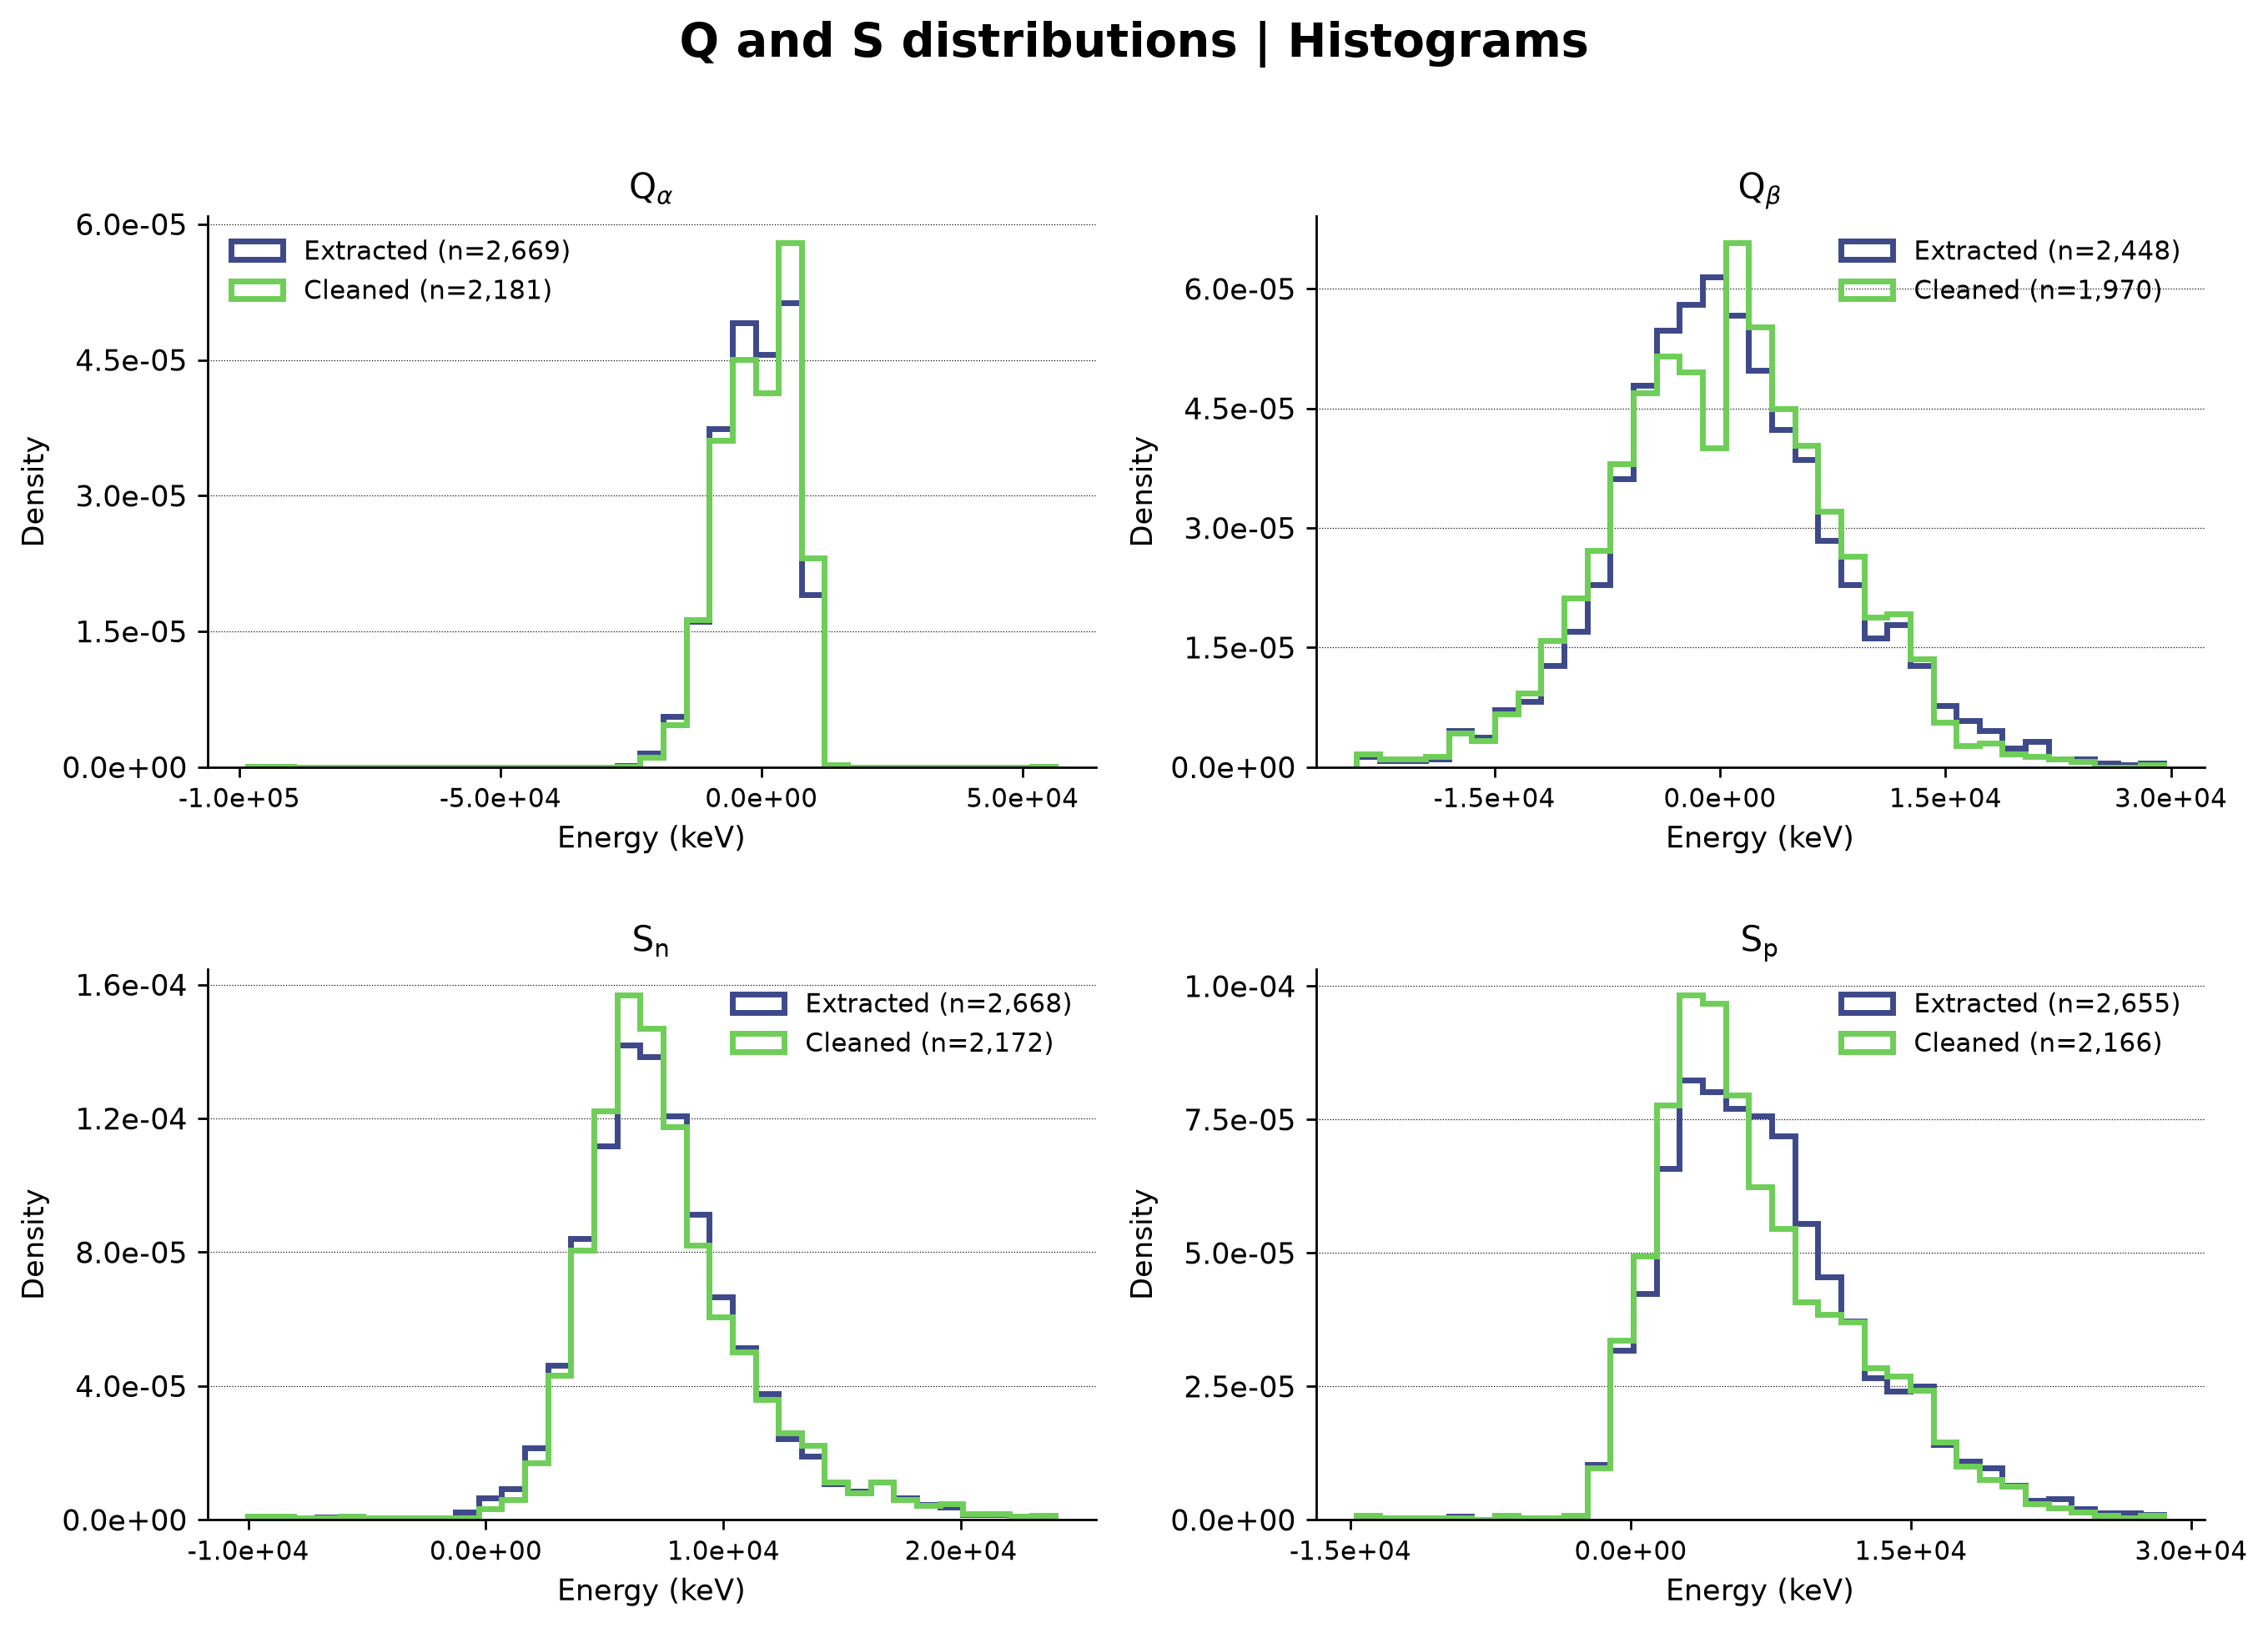 Q and S distributions | Histograms
Qα
6.0e-05
4.5e-05
3.0e-05
1.5e-05
0.0e+00
Density
Extracted (n=2,669)
Cleaned (n=2,181)
-1.0e+05 -5.0e+04 0.0e+00 5.0e+04
Energy (keV)
Qβ
6.0e-05
4.5e-05
3.0e-05
1.5e-05
0.0e+00
Density
Extracted (n=2,448)
Cleaned (n=1,970)
-1.5e+04 0.0e+00 1.5e+04 3.0e+04
Energy (keV)
Sn
1.6e-04
1.2e-04
8.0e-05
4.0e-05
0.0e+00
Density
Extracted (n=2,668)
Cleaned (n=2,172)
-1.0e+04 0.0e+00 1.0e+04 2.0e+04
Energy (keV)
Sp
1.0e-04
7.5e-05
5.0e-05
2.5e-05
0.0e+00
Density
Extracted (n=2,655)
Cleaned (n=2,166)
-1.5e+04 0.0e+00 1.5e+04 3.0e+04
Energy (keV)